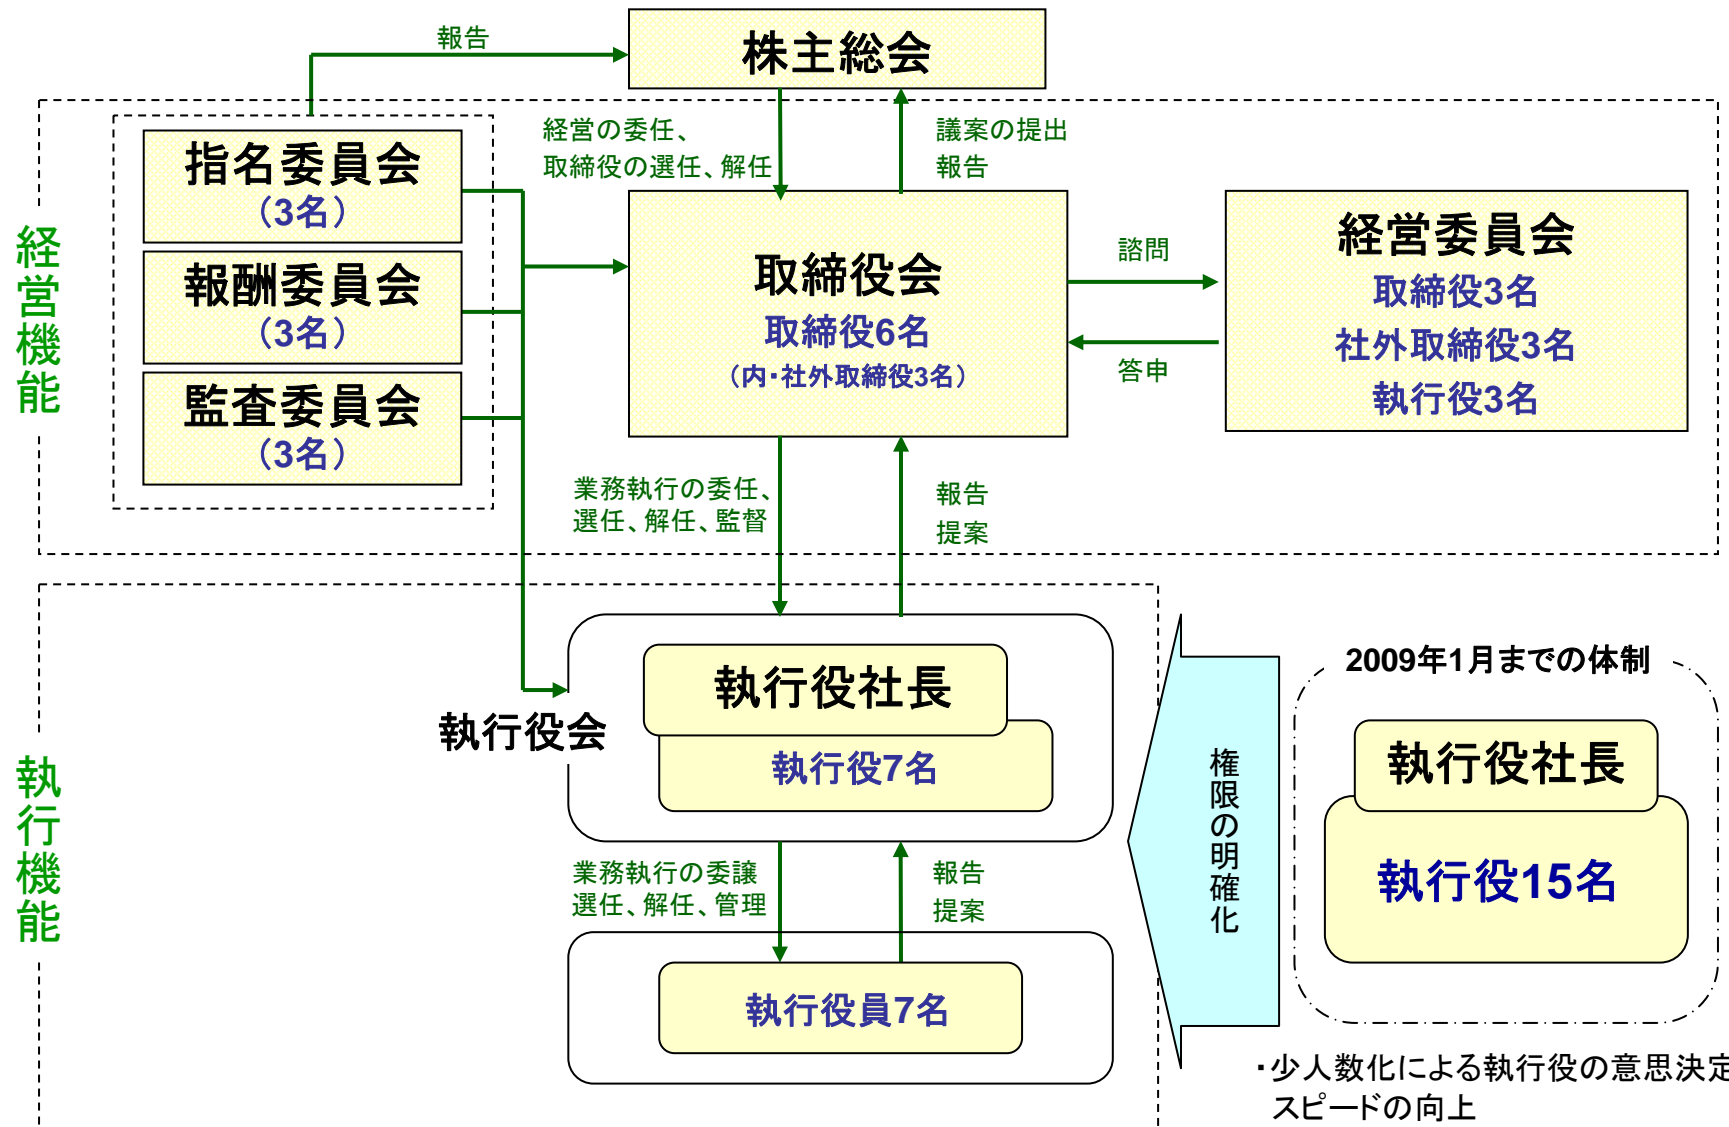 報告
株主総会
経営の委任、
取締役の選任、解任
議案の提出
報告
経営機能
指名委員会
（3名）
報酬委員会
（3名）
監査委員会
（3名）
取締役会
取締役6名
（内・社外取締役3名）
諮問
答申
経営委員会
取締役3名
社外取締役3名
執行役3名
業務執行の委任、
選任、解任、監督
報告
提案
執行機能
執行役会
執行役社長
執行役7名
業務執行の委譲
選任、解任、管理
報告
提案
執行役員7名
権限の明確化
2009年1月までの体制
執行役社長
執行役15名
・少人数化による執行役の意思決定
スピードの向上